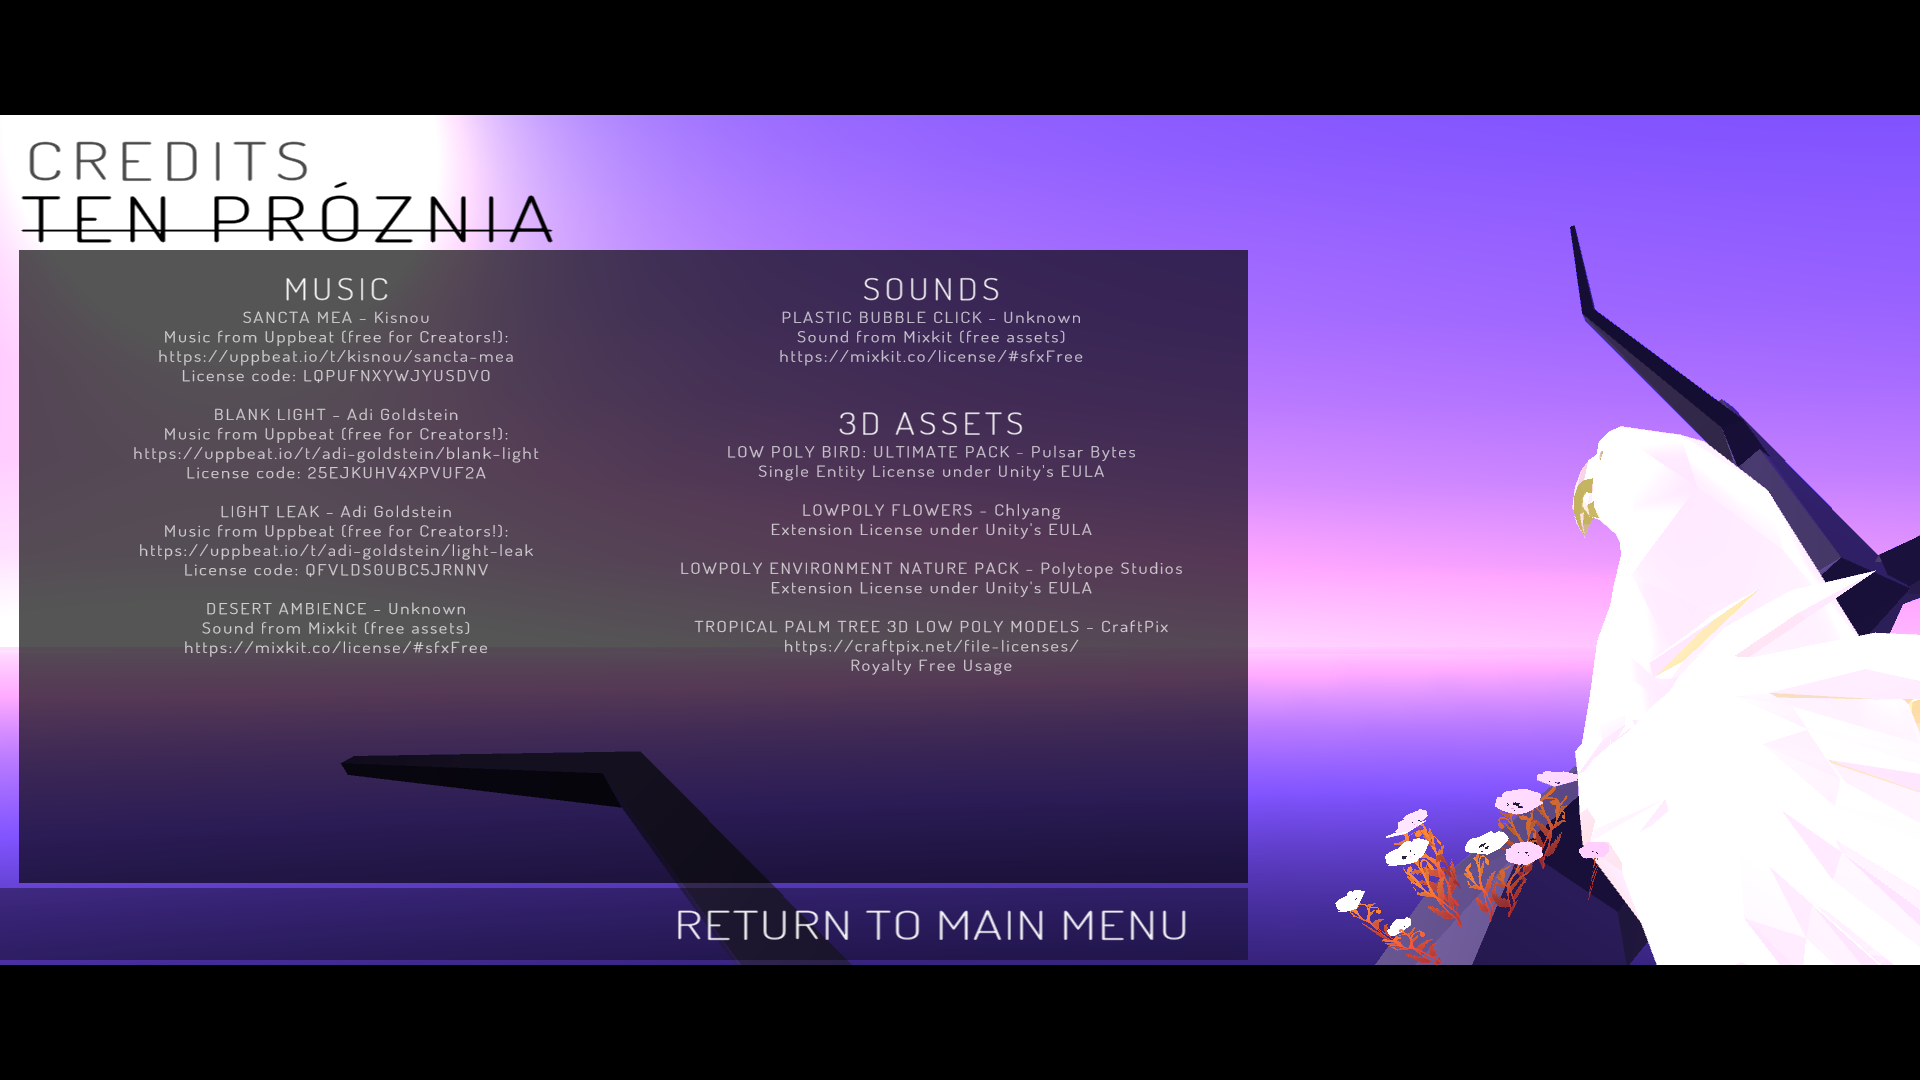 CREDITS
TEN PRÓZNIA
MUSIC
SANCTA MEA - Kisnou
Music from Uppbeat (free for Creators!):
https://uppbeat.io/t/kisnou/sancta-mea
License code: LQPUFNXYWJYUSDVO
BLANK LIGHT - Adi Goldstein
Music from Uppbeat (free for Creators!):
https://uppbeat.io/t/adi-goldstein/blank-light
License code: 25EJKUHV4XPVUF2A
LIGHT LEAK - Adi Goldstein
Music from Uppbeat (free for Creators!):
https://uppbeat.io/t/adi-goldstein/light-leak
License code: QFVLDS0UBC5JRNNV
DESERT AMBIENCE - Unknown
Sound from Mixkit (free assets)
https://mixkit.co/license/#sfxFree
SOUNDS
PLASTIC BUBBLE CLICK - Unknown
Sound from Mixkit (free assets)
https://mixkit.co/license/#sfxFree
3D ASSETS
LOW POLY BIRD: ULTIMATE PACK - Pulsar Bytes
Single Entity License under Unity's EULA
LOWPOLY FLOWERS - Chlyang
Extension License under Unity's EULA
LOWPOLY ENVIRONMENT NATURE PACK - Polytope Studios
Extension License under Unity's EULA
TROPICAL PALM TREE 3D LOW POLY MODELS - CraftPix
https://craftpix.net/file-licenses/
Royalty Free Usage
RETURN TO MAIN MENU